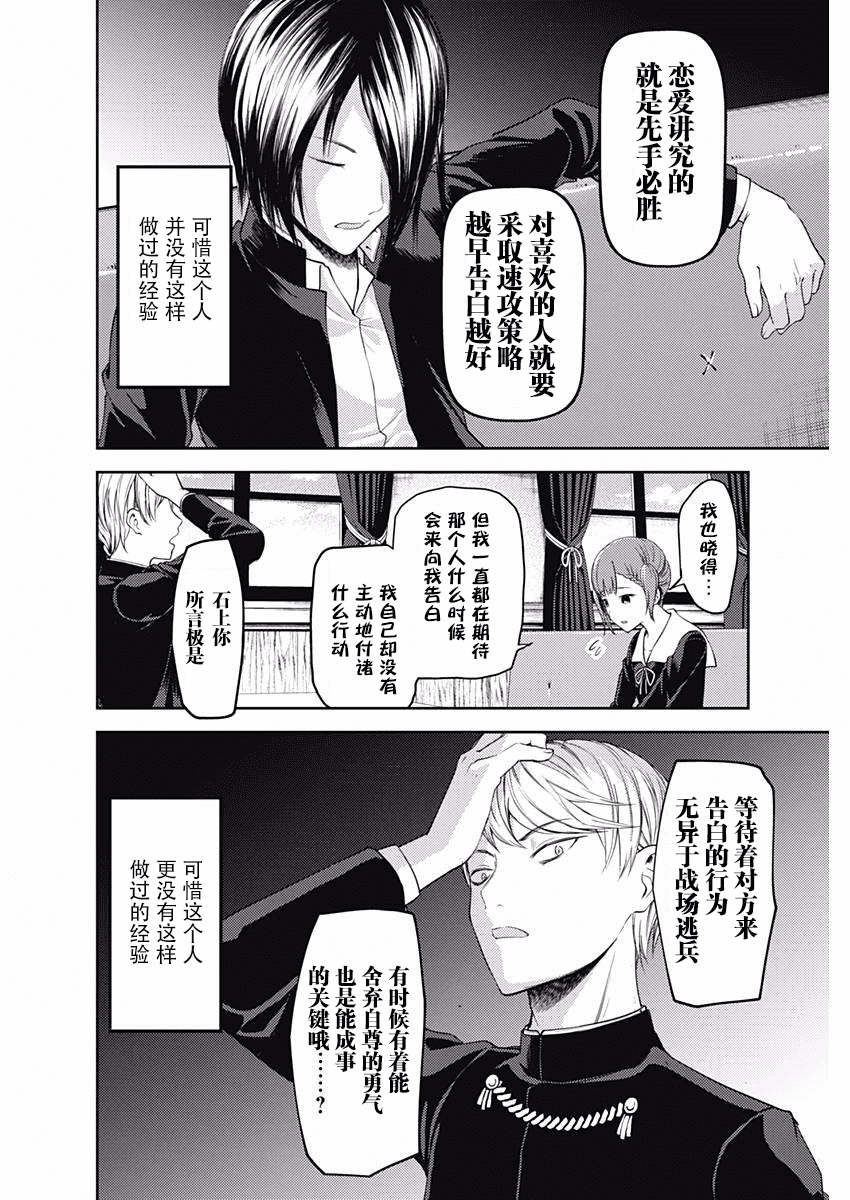 恋爱讲究的
就是先手必胜
对喜欢的人就要
采取速攻策略
越早告白越好
可惜这个人
并没有这样
做过的经验
我也晓得…
但我一直都在期待
那个人什么时候
会来向我告白
我自己却没有
主动地付诸
什么行动
石上你
所言极是
等待着对方来
告白的行为
无异于战场逃兵
有时候有着能
舍弃自尊的勇气
也是能成事
的关键哦……?
可惜这个人
更没有这样
做过的经验